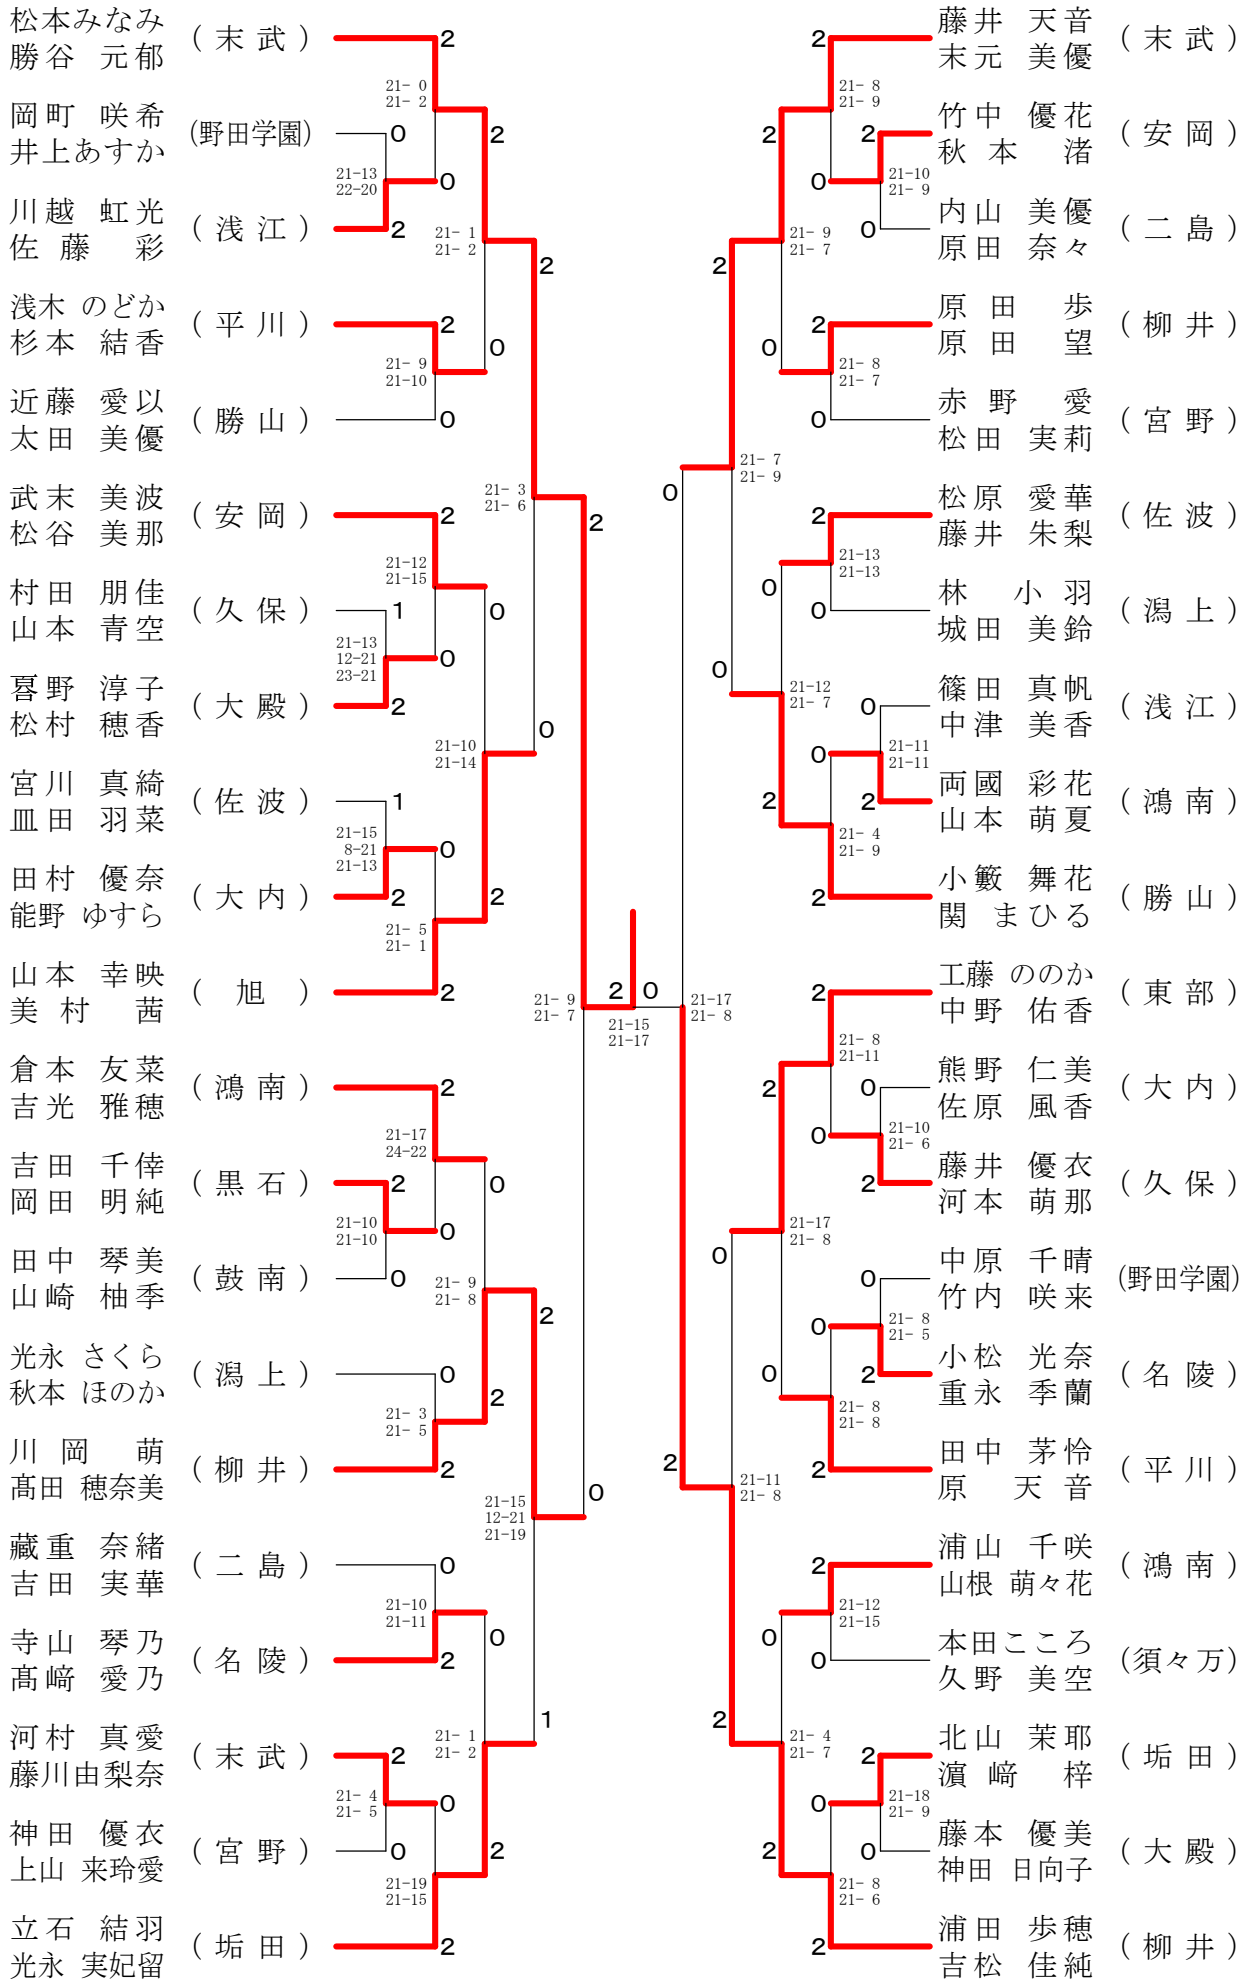 松本みなみ
勝谷 元郁
( 末 武 )
2
21- 0
21- 2
岡町 咲希
井上あすか
(野田学園)
0
2
21-13
22-20
0
川越 虹光
佐藤 彩
( 浅 江 )
2
21- 1
21- 2
2
浅木 のどか
杉本 結香
( 平 川 )
2
0
21- 9
21-10
近藤 愛以
太田 美優
( 勝 山 )
0
21- 3
21- 6
2
武末 美波
松谷 美那
( 安 岡 )
2
21-12
21-15
村田 朋佳
山本 青空
( 久 保 )
1
0
21-13
12-21
23-21
0
野 淳子
松村 穂香
( 大 殿 )
2
0
21-10
21-14
宮川 真綺
皿田 羽菜
( 佐 波 )
1
21-15
8-21
21-13
0
田村 優奈
能野 ゆすら
( 大 内 )
2
2
21- 5
21- 1
山本 幸映
美村 茜
( 旭 )
2
21- 9
21- 7
2
0
21-15
21-17
倉本 友菜
吉光 雅穂
( 鴻 南 )
2
21-17
24-22
吉田 千倖
岡田 明純
( 黒 石 )
2
0
21-10
21-10
0
田中 琴美
山崎 柚季
( 鼓 南 )
0
21- 9
21- 8
2
光永 さくら
秋本 ほのか
( 潟 上 )
0
2
21- 3
21- 5
川岡 萌
髙田 穂奈美
( 柳 井 )
2
0
21-15
12-21
21-19
藏重 奈緒
吉田 実華
( 二 島 )
0
21-10
21-11
0
寺山 琴乃
髙﨑 愛乃
( 名 陵 )
2
1
21- 1
21- 2
河村 真愛
藤川由梨奈
( 末 武 )
2
21- 4
21- 5
0
神田 優衣
上山 来玲愛
( 宮 野 )
0
2
21-19
21-15
立石 結羽
光永 実妃留
( 垢 田 )
2
2
藤井 天音
末元 美優
( 末 武 )
21- 8
21- 9
2
2
竹中 優花
秋本 渚
( 安 岡 )
0
21-10
21- 9
0
内山 美優
原田 奈々
( 二 島 )
21- 9
21- 7
2
2
原田 歩
原田 望
( 柳 井 )
0
21- 8
21- 7
0
赤野 愛
松田 実莉
( 宮 野 )
21- 7
21- 9
0
2
松原 愛華
藤井 朱梨
( 佐 波 )
21-13
21-13
0
0
林 小羽
城田 美鈴
( 潟 上 )
0
21-12
21- 7
0
篠田 真帆
中津 美香
( 浅 江 )
0
21-11
21-11
2
2
両國 彩花
山本 萌夏
( 鴻 南 )
21- 4
21- 9
2
小籔 舞花
関 まひる
( 勝 山 )
21-17
21- 8
2
工藤 ののか
中野 佑香
( 東 部 )
21- 8
21-11
2
0
熊野 仁美
佐原 風香
( 大 内 )
0
21-10
21- 6
2
藤井 優衣
河本 萌那
( 久 保 )
21-17
21- 8
0
0
中原 千晴
竹内 咲来
(野田学園)
0
21- 8
21- 5
0
2
小松 光奈
重永 季蘭
( 名 陵 )
21- 8
21- 8
2
2
田中 茅怜
原 天音
( 平 川 )
21-11
21- 8
2
浦山 千咲
山根 萌々花
( 鴻 南 )
21-12
21-15
0
0
本田こころ
久野 美空
(須々万)
2
21- 4
21- 7
2
北山 茉耶
濵﨑 梓
( 垢 田 )
0
21-18
21- 9
2
0
藤本 優美
神田 日向子
( 大 殿 )
21- 8
21- 6
2
浦田 歩穂
吉松 佳純
( 柳 井 )